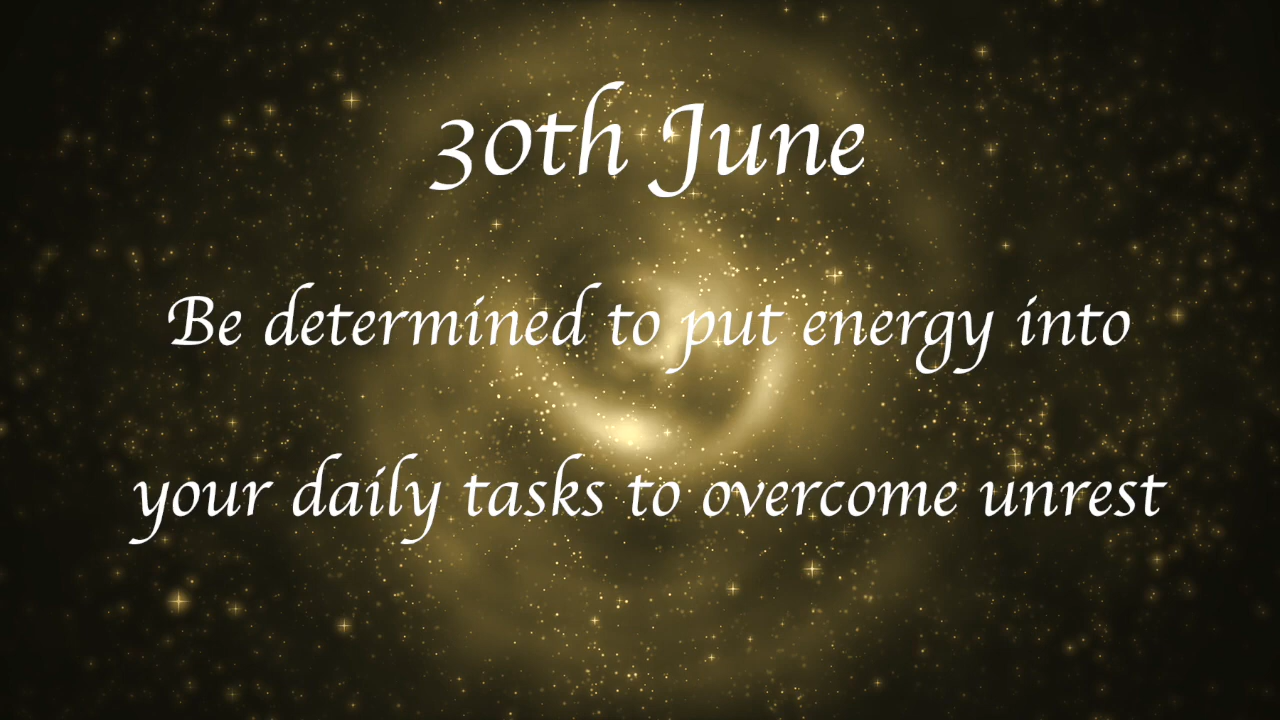 30th June
Be determined to put energy into
your daily tasks to overcome unrest